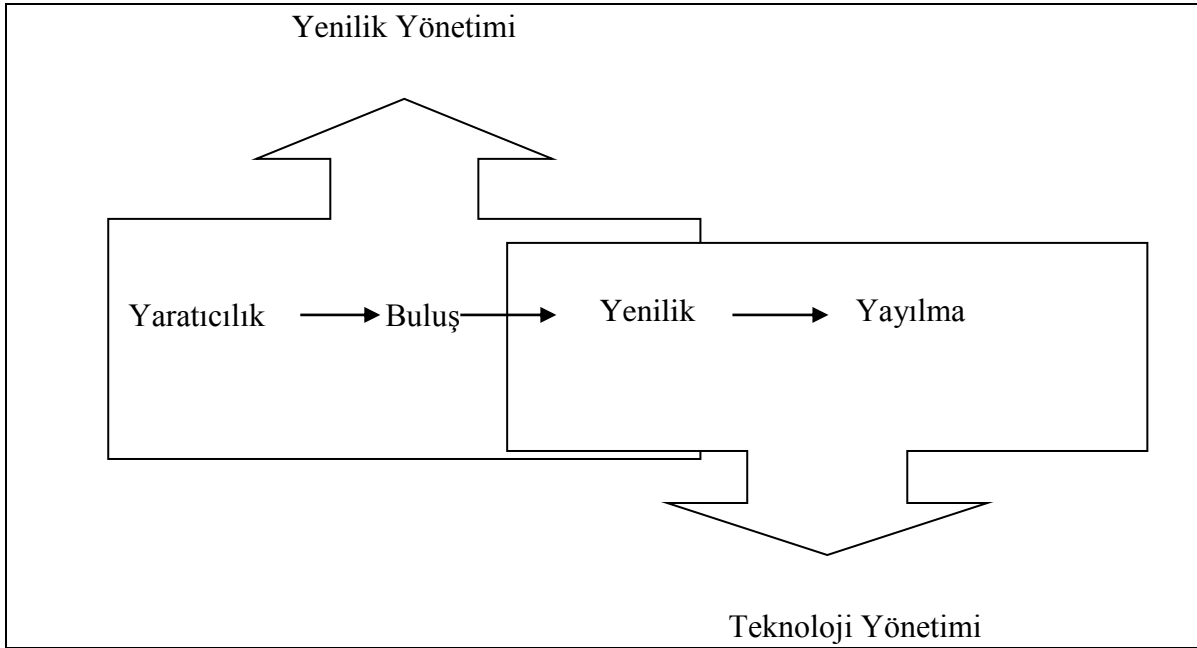 Yenilik Yönetimi
Yaratıcılık Buluş Yenilik Yayılma
Teknoloji Yönetimi